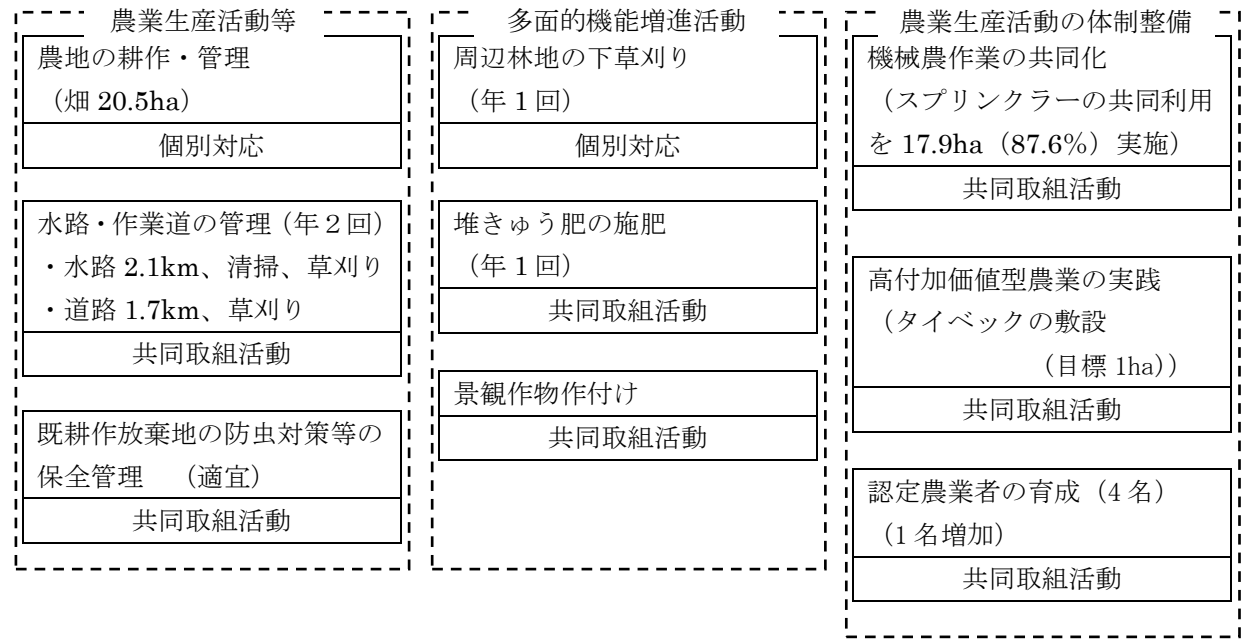 農業生産活動等
農地の耕作・管理
（畑 20.5ha）
個別対応
水路・作業道の管理（年２回）
・水路 2.1km、清掃、草刈り
・道路 1.7km、草刈り
共同取組活動
既耕作放棄地の防虫対策等の
保全管理　（適宜）
共同取組活動
多面的機能増進活動
周辺林地の下草刈り
（年１回）
個別対応
堆きゅう肥の施肥
（年１回）
共同取組活動
景観作物作付け
共同取組活動
農業生産活動の体制整備
機械農作業の共同化
（スプリンクラーの共同利用
を 17.9ha（87.6％）実施）
共同取組活動
高付加価値型農業の実践
（タイベックの敷設
（目標 1ha））
共同取組活動
認定農業者の育成（4 名）
（1 名増加）
共同取組活動